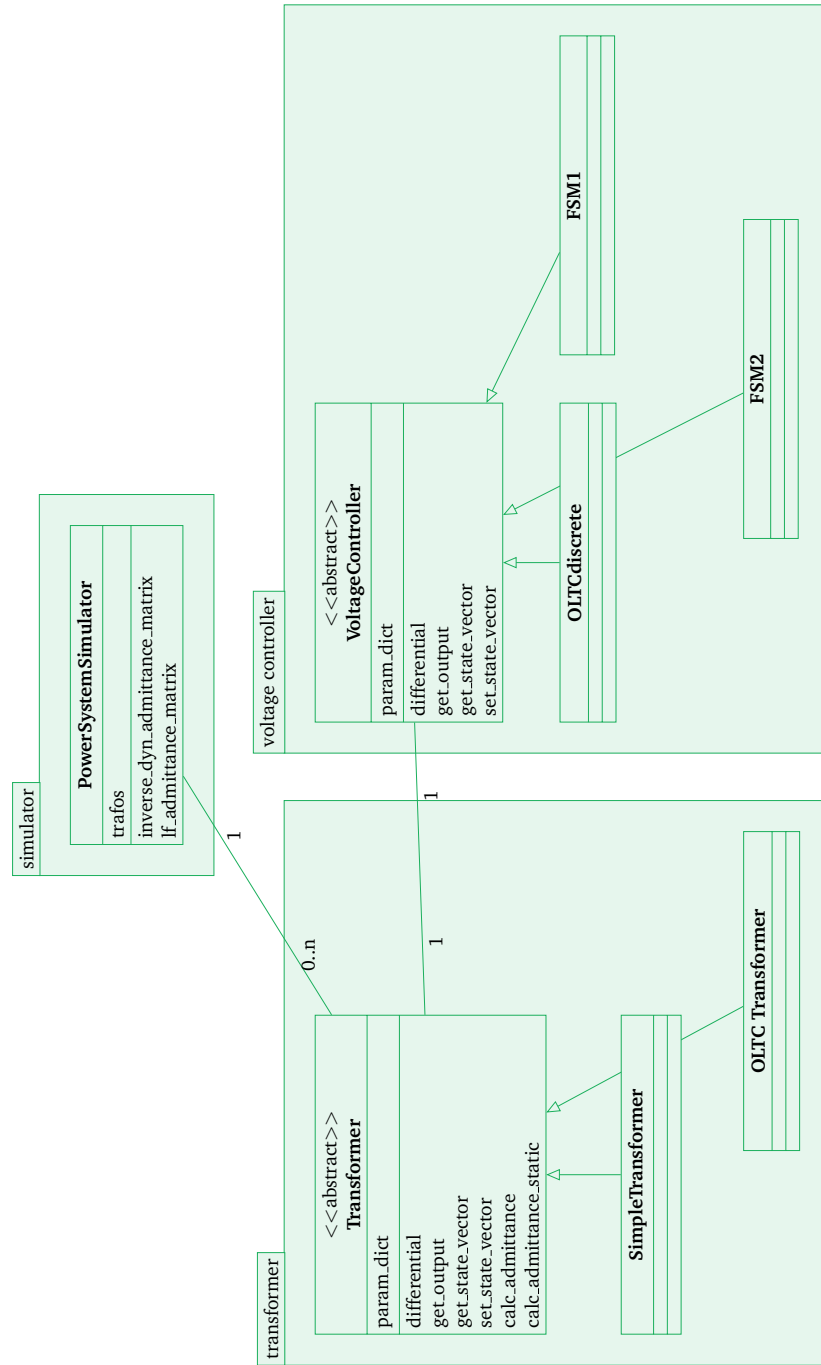 simulator
PowerSystemSimulator
trafos
inverse_dyn_admittance_matrix
lf_admittance_matrix
1
0..n
transformer
<<abstract>>
Transformer
param_dict
differential
get_output
get_state_vector
set_state_vector
calc_admittance
calc_admittance_static
SimpleTransformer
OLTC Transformer
1
1
voltage controller
<<abstract>>
VoltageController
param_dict
differential
get_output
get_state_vector
set_state_vector
OLTCdiscrete
FSM1
FSM2